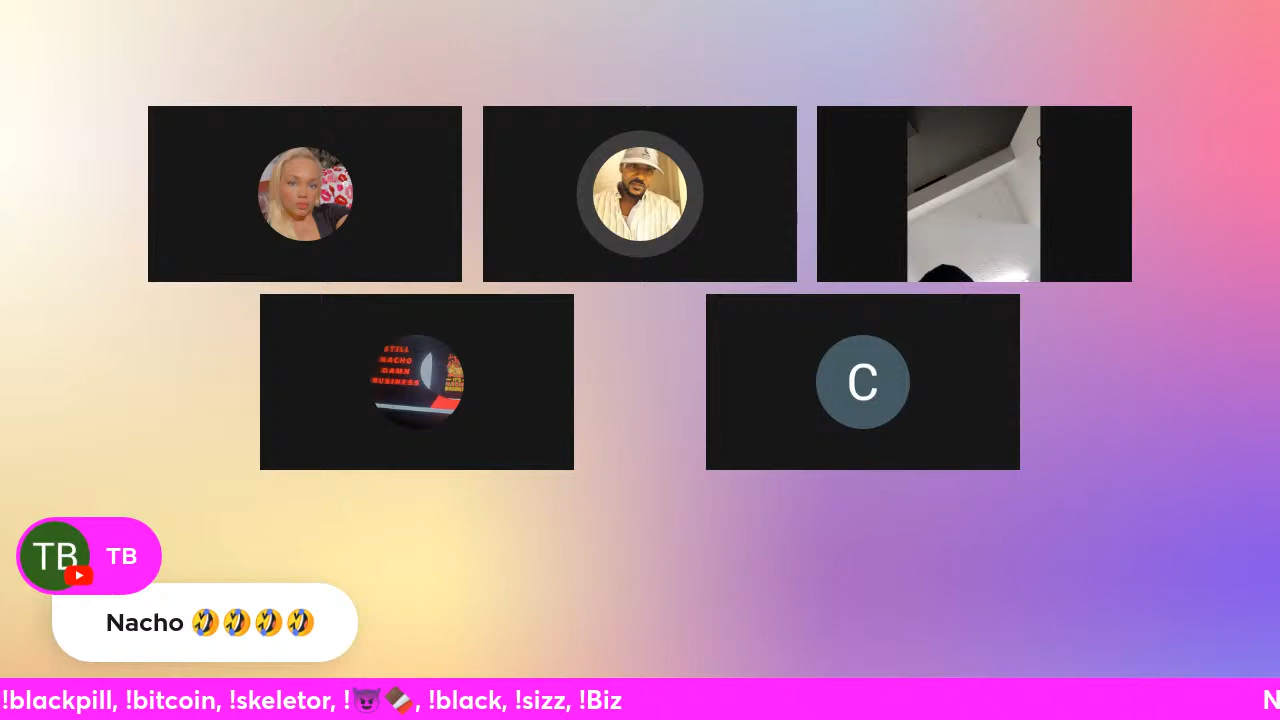 STILL
NACHO
DAMN
BUSINESS
C
TB
TB
Nacho 🤣🤣🤣🤣
!blackpill, !bitcoin, !skeletor, !😈🍫, !black, !sizz, !Biz
N